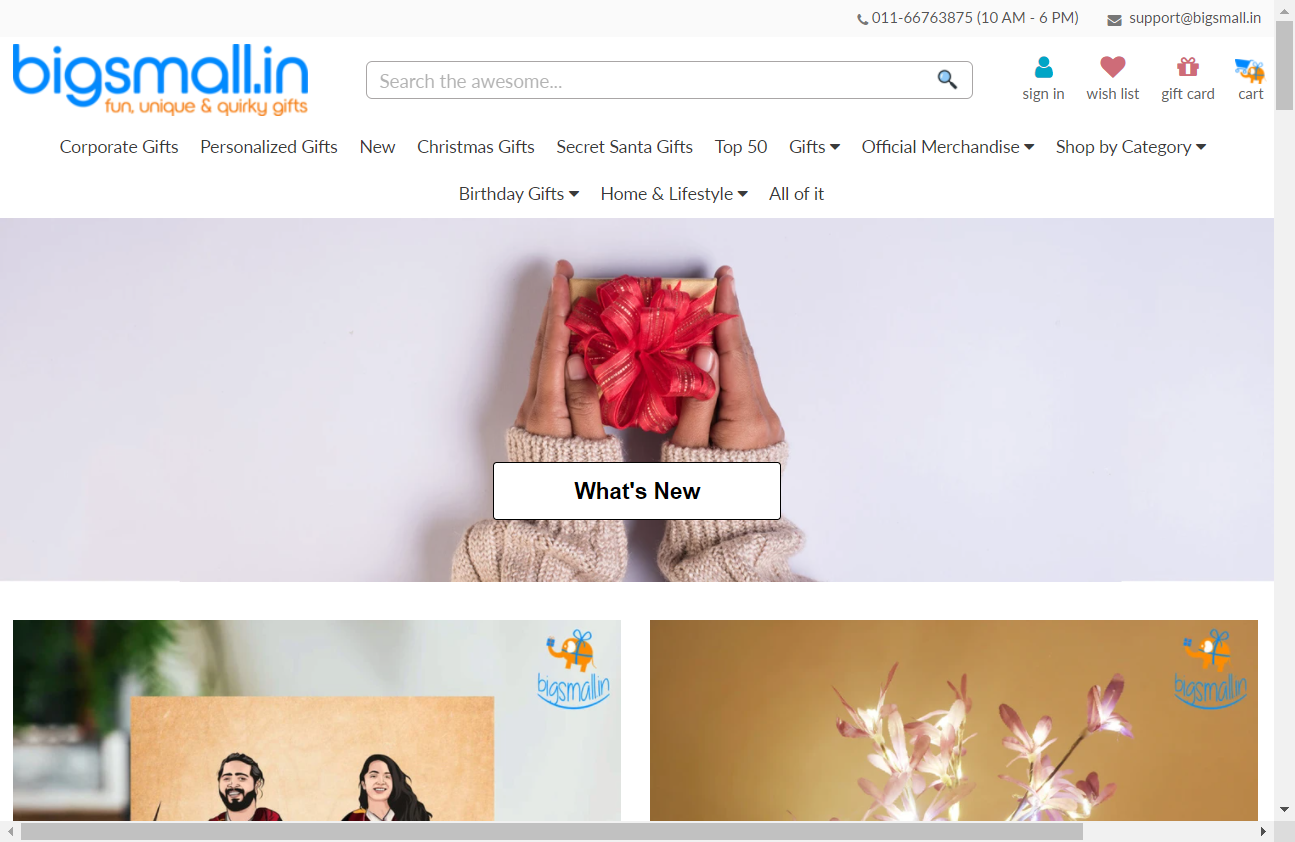 011-66763875 (10 AM - 6 PM) support@bigsmall.in
bigsmall.in
fun, unique & quirky gifts
Search the awesome...
sign in wish list gift card cart
Corporate Gifts Personalized Gifts New Christmas Gifts Secret Santa Gifts Top 50 Gifts Official Merchandise Shop by Category
Birthday Gifts Home & Lifestyle All of it
What's New
bigsmall.in
bigsmall.in